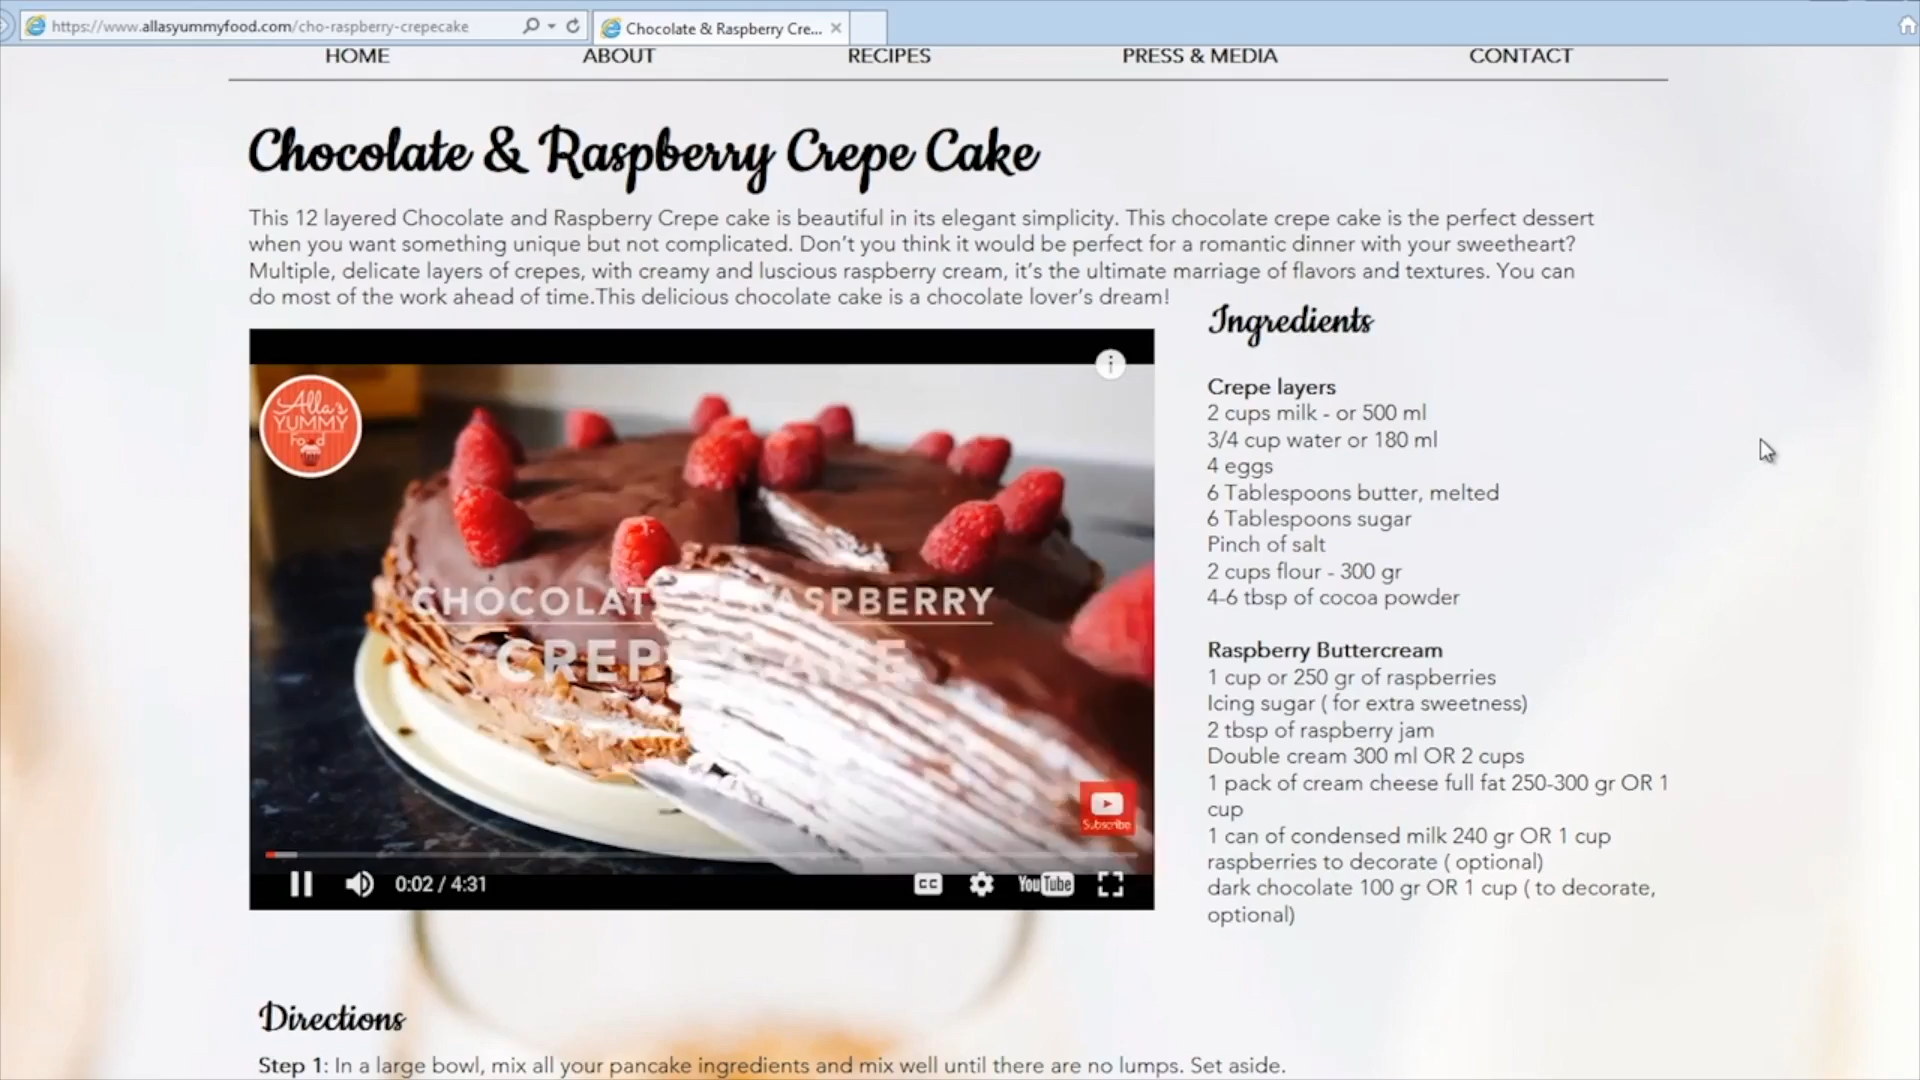 https://www.allasyummyfood.com/cho-raspberry-crepecake
Chocolate & Raspberry Cre...
HOME
ABOUT
RECIPES
PRESS & MEDIA
CONTACT
Chocolate & Raspberry Crepe Cake
This 12 layered Chocolate and Raspberry Crepe cake is beautiful in its elegant simplicity. This chocolate crepe cake is the perfect dessert
when you want something unique but not complicated. Don't you think it would be perfect for a romantic dinner with your sweetheart?
Multiple, delicate layers of crepes, with creamy and luscious raspberry cream, it's the ultimate marriage of flavors and textures. You can
do most of the work ahead of time.This delicious chocolate cake is a chocolate lover's dream!
Alla's
YUMMY
Food
CHOCOLATE & RASPBERRY
CREPE CAKE
Subscribe
0:02 / 4:31
CC
YouTube
Ingredients
Crepe layers
2 cups milk - or 500 ml
3/4 cup water or 180 ml
4 eggs
6 Tablespoons butter, melted
6 Tablespoons sugar
Pinch of salt
2 cups flour - 300 gr
4-6 tbsp of cocoa powder
Raspberry Buttercream
1 cup or 250 gr of raspberries
Icing sugar ( for extra sweetness)
2 tbsp of raspberry jam
Double cream 300 ml OR 2 cups
1 pack of cream cheese full fat 250-300 gr OR 1
cup
1 can of condensed milk 240 gr OR 1 cup
raspberries to decorate ( optional)
dark chocolate 100 gr OR 1 cup ( to decorate,
optional)
Directions
Step 1: In a large bowl, mix all your pancake ingredients and mix well until there are no lumps. Set aside.